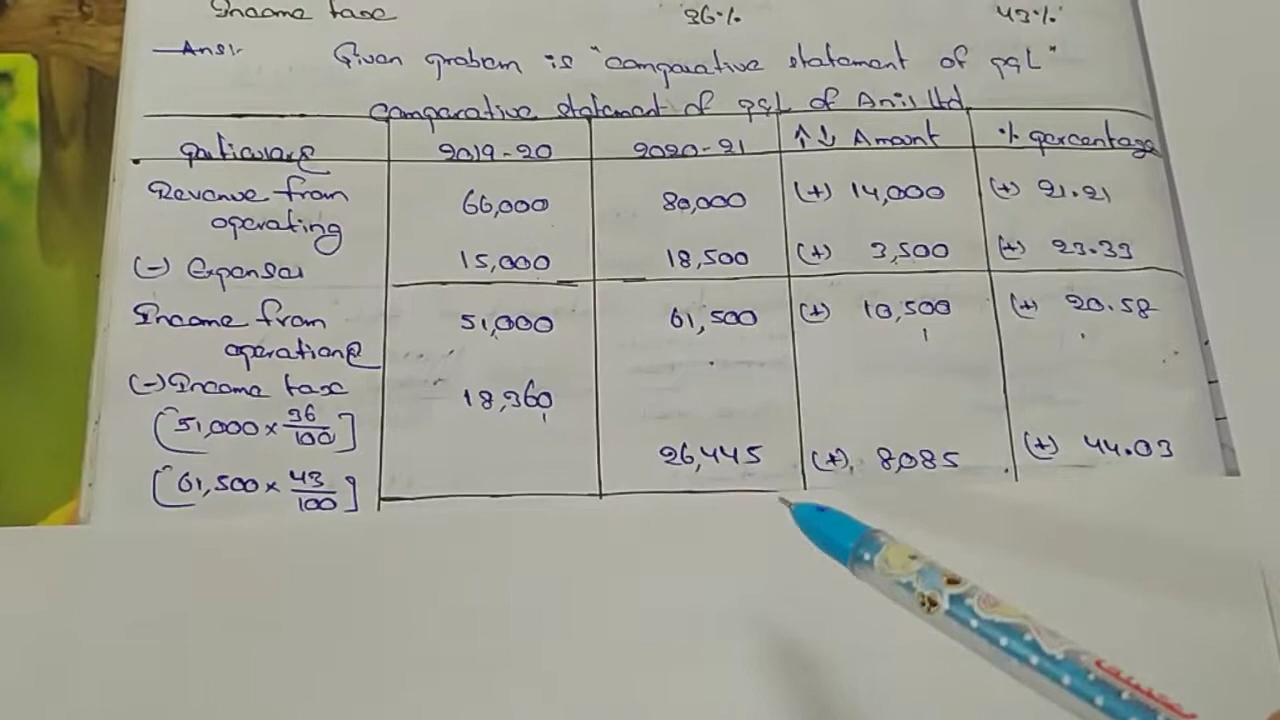 Income tax 36% 43%
Ans:- Given probem is "comparative statement of P&L"
comparative statement of P&L of Anil Ltd
particulars 2019-20 2020-21 ↑↓ Amount % percentage
Revenue from
operating 66,000 80,000 (+) 14,000 (+) 21.21
(-) Expenses 15,000 18,500 (+) 3,500 (+) 23.33
Income from
operations 51,000 61,500 (+) 10,500 (+) 20.58
(-) Income tax 18,360
[51,000 × 36/100]
[61,500 × 43/100] 26,445 (+) 8,085 (+) 44.03